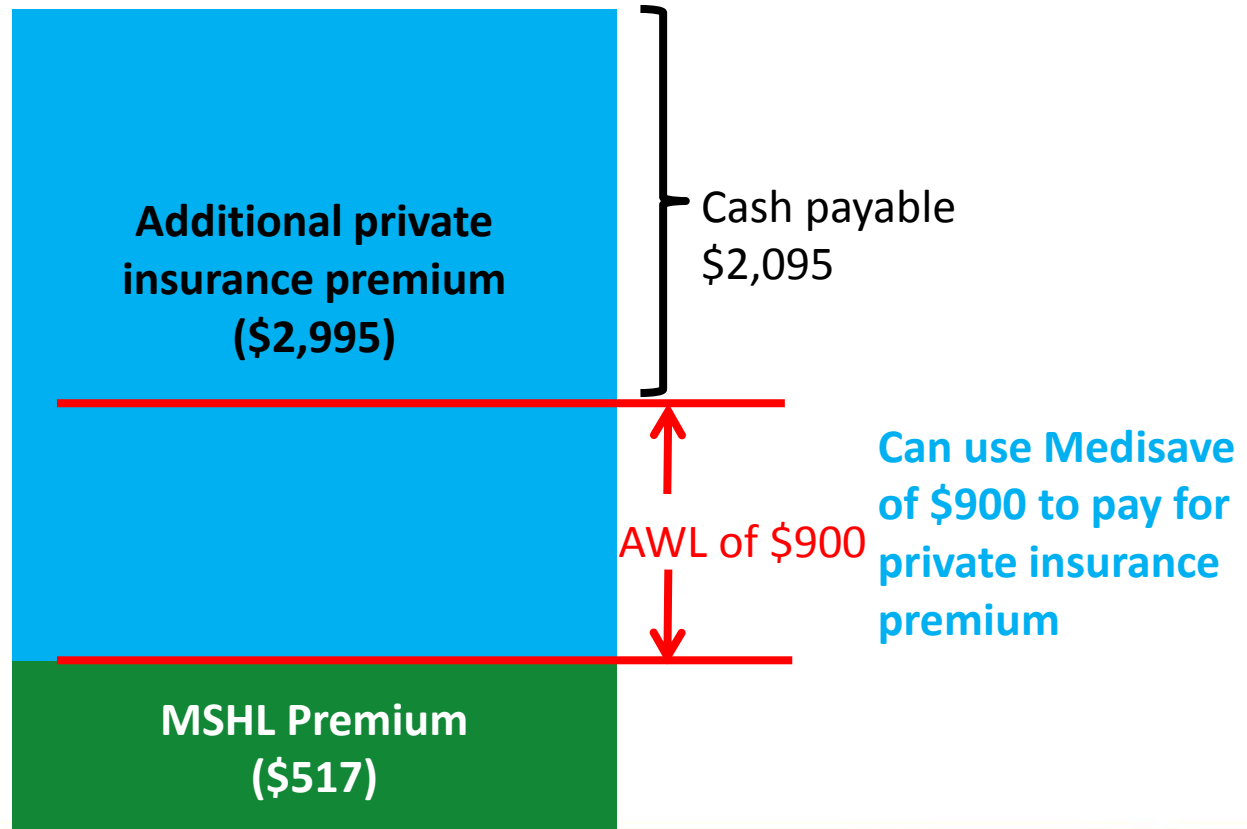 Additional private
insurance premium
($2,995)
Cash payable
$2,095
AWL of $900
Can use Medisave
of $900 to pay for
private insurance
premium
MSHL Premium
($517)